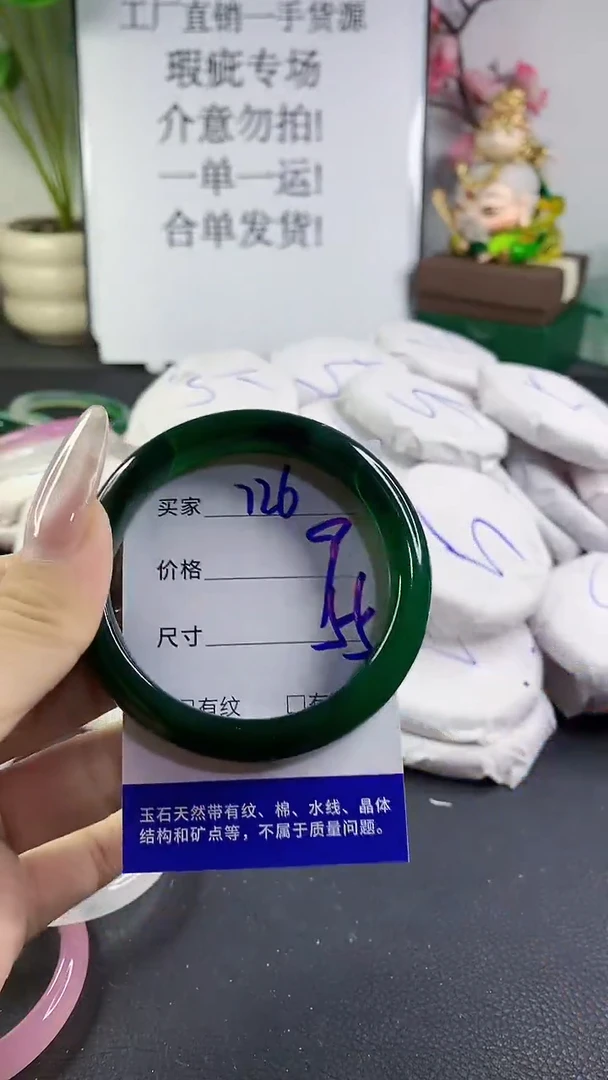 工厂直销一手货源
瑕疵专场
介意勿拍!
一单一运!
合单发货!
买家 726
价格
尺寸 55
□有纹 □有
玉石天然带有纹、棉、水线、晶体
结构和矿点等，不属于质量问题。